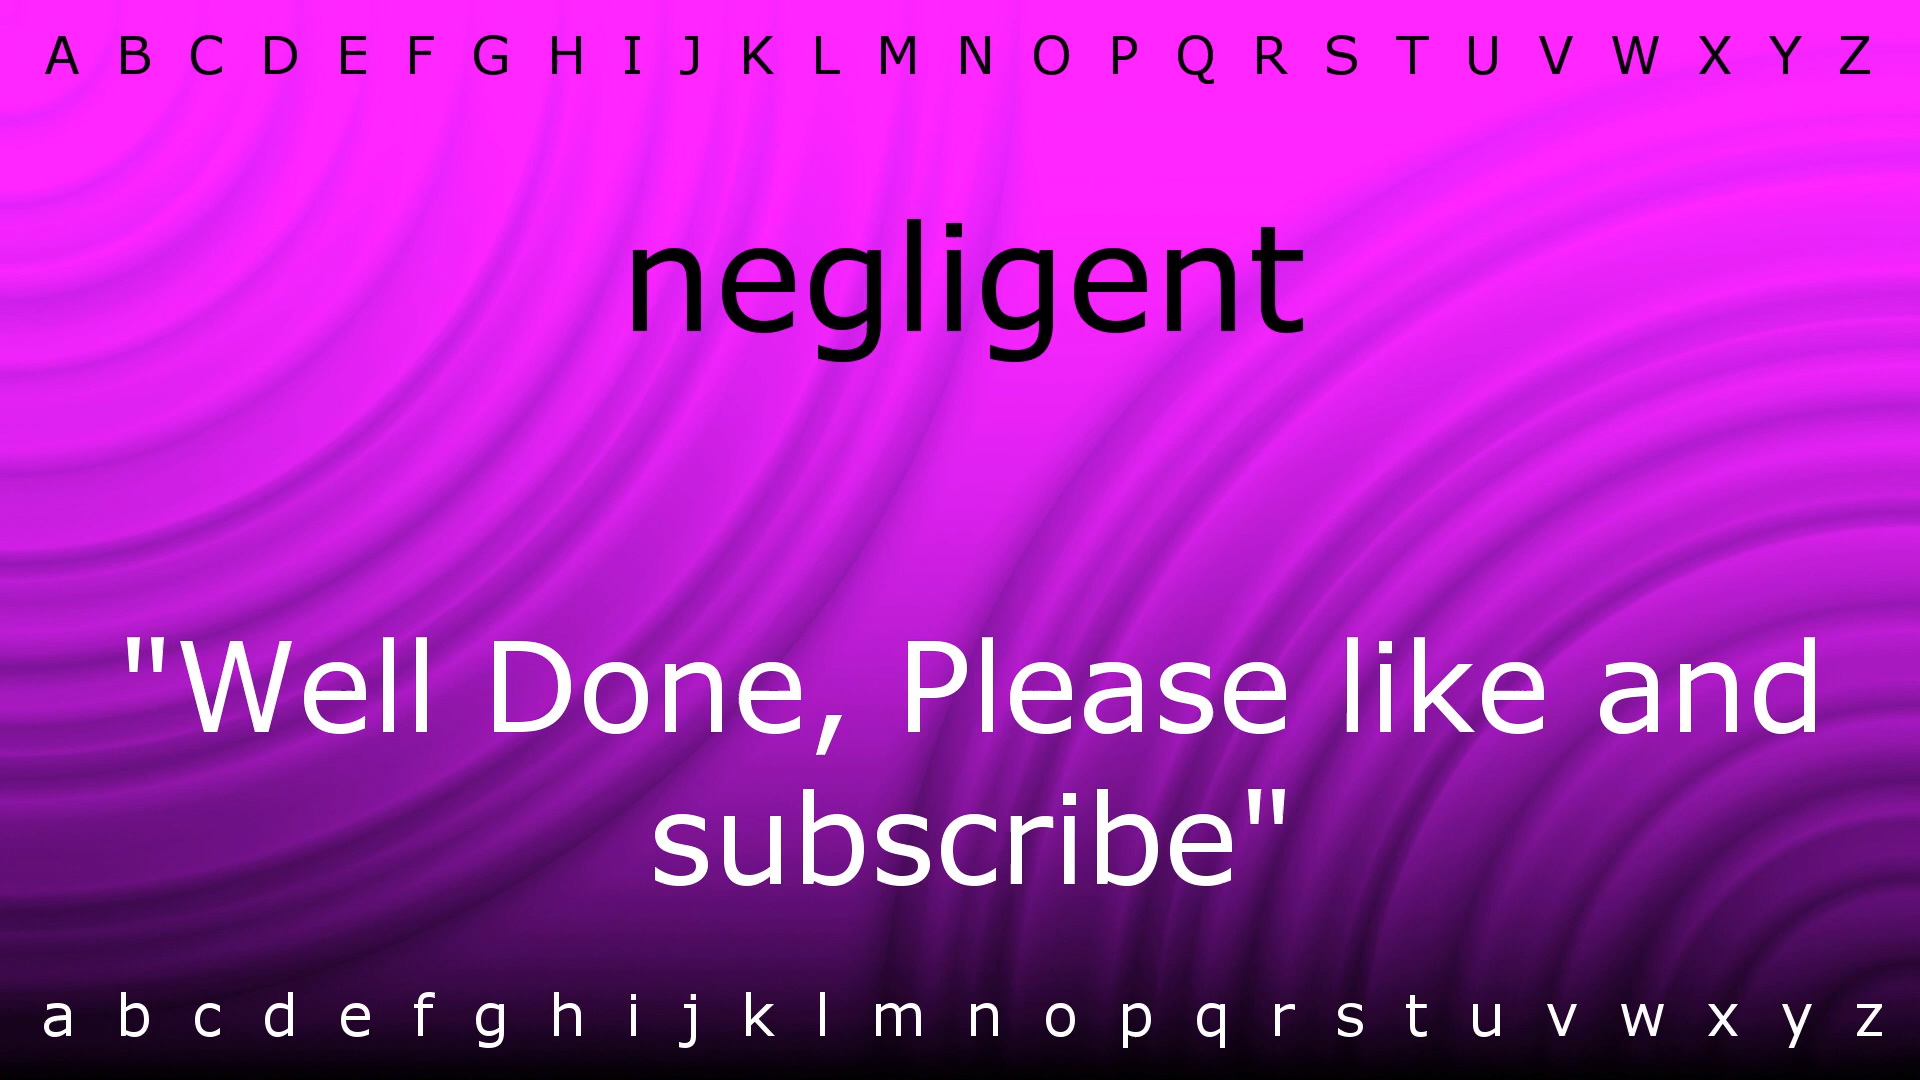 A B C D E F G H I J K L M N O P Q R S T U V W X Y Z
negligent
"Well Done, Please like and
subscribe"
a b c d e f g h i j k l m n o p q r s t u v w x y z